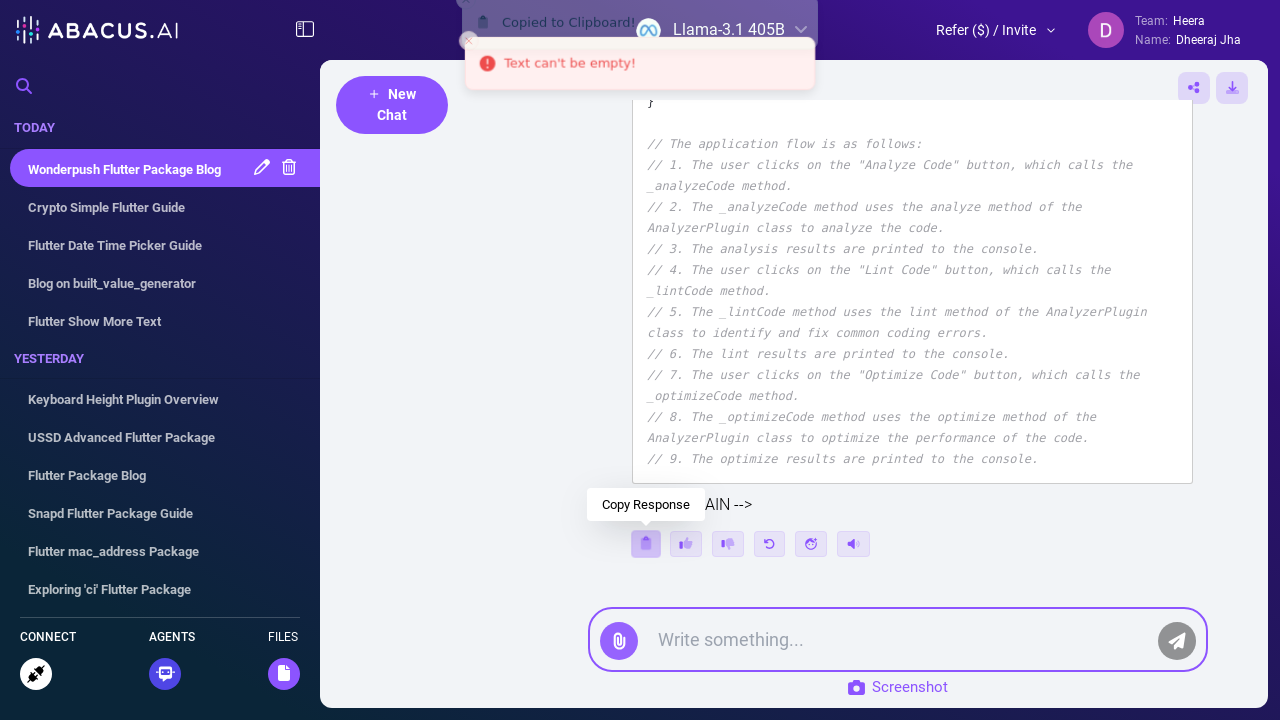 ABACUS.AI
Copied to Clipboard!
Llama-3.1 405B
Refer ($) / Invite
D
Team: Heera
Name: Dheeraj Jha
Text can't be empty!
+ New
Chat
TODAY
Wonderpush Flutter Package Blog
Crypto Simple Flutter Guide
Flutter Date Time Picker Guide
Blog on built_value_generator
Flutter Show More Text
YESTERDAY
Keyboard Height Plugin Overview
USSD Advanced Flutter Package
Flutter Package Blog
Snapd Flutter Package Guide
Flutter mac_address Package
Exploring 'ci' Flutter Package
CONNECT
AGENTS
FILES
}
// The application flow is as follows:
// 1. The user clicks on the "Analyze Code" button, which calls the
_analyzeCode method.
// 2. The _analyzeCode method uses the analyze method of the
AnalyzerPlugin class to analyze the code.
// 3. The analysis results are printed to the console.
// 4. The user clicks on the "Lint Code" button, which calls the
_lintCode method.
// 5. The _lintCode method uses the lint method of the AnalyzerPlugin
class to identify and fix common coding errors.
// 6. The lint results are printed to the console.
// 7. The user clicks on the "Optimize Code" button, which calls the
_optimizeCode method.
// 8. The _optimizeCode method uses the optimize method of the
AnalyzerPlugin class to optimize the performance of the code.
// 9. The optimize results are printed to the console.
Copy Response
AIN -->
Write something...
Screenshot